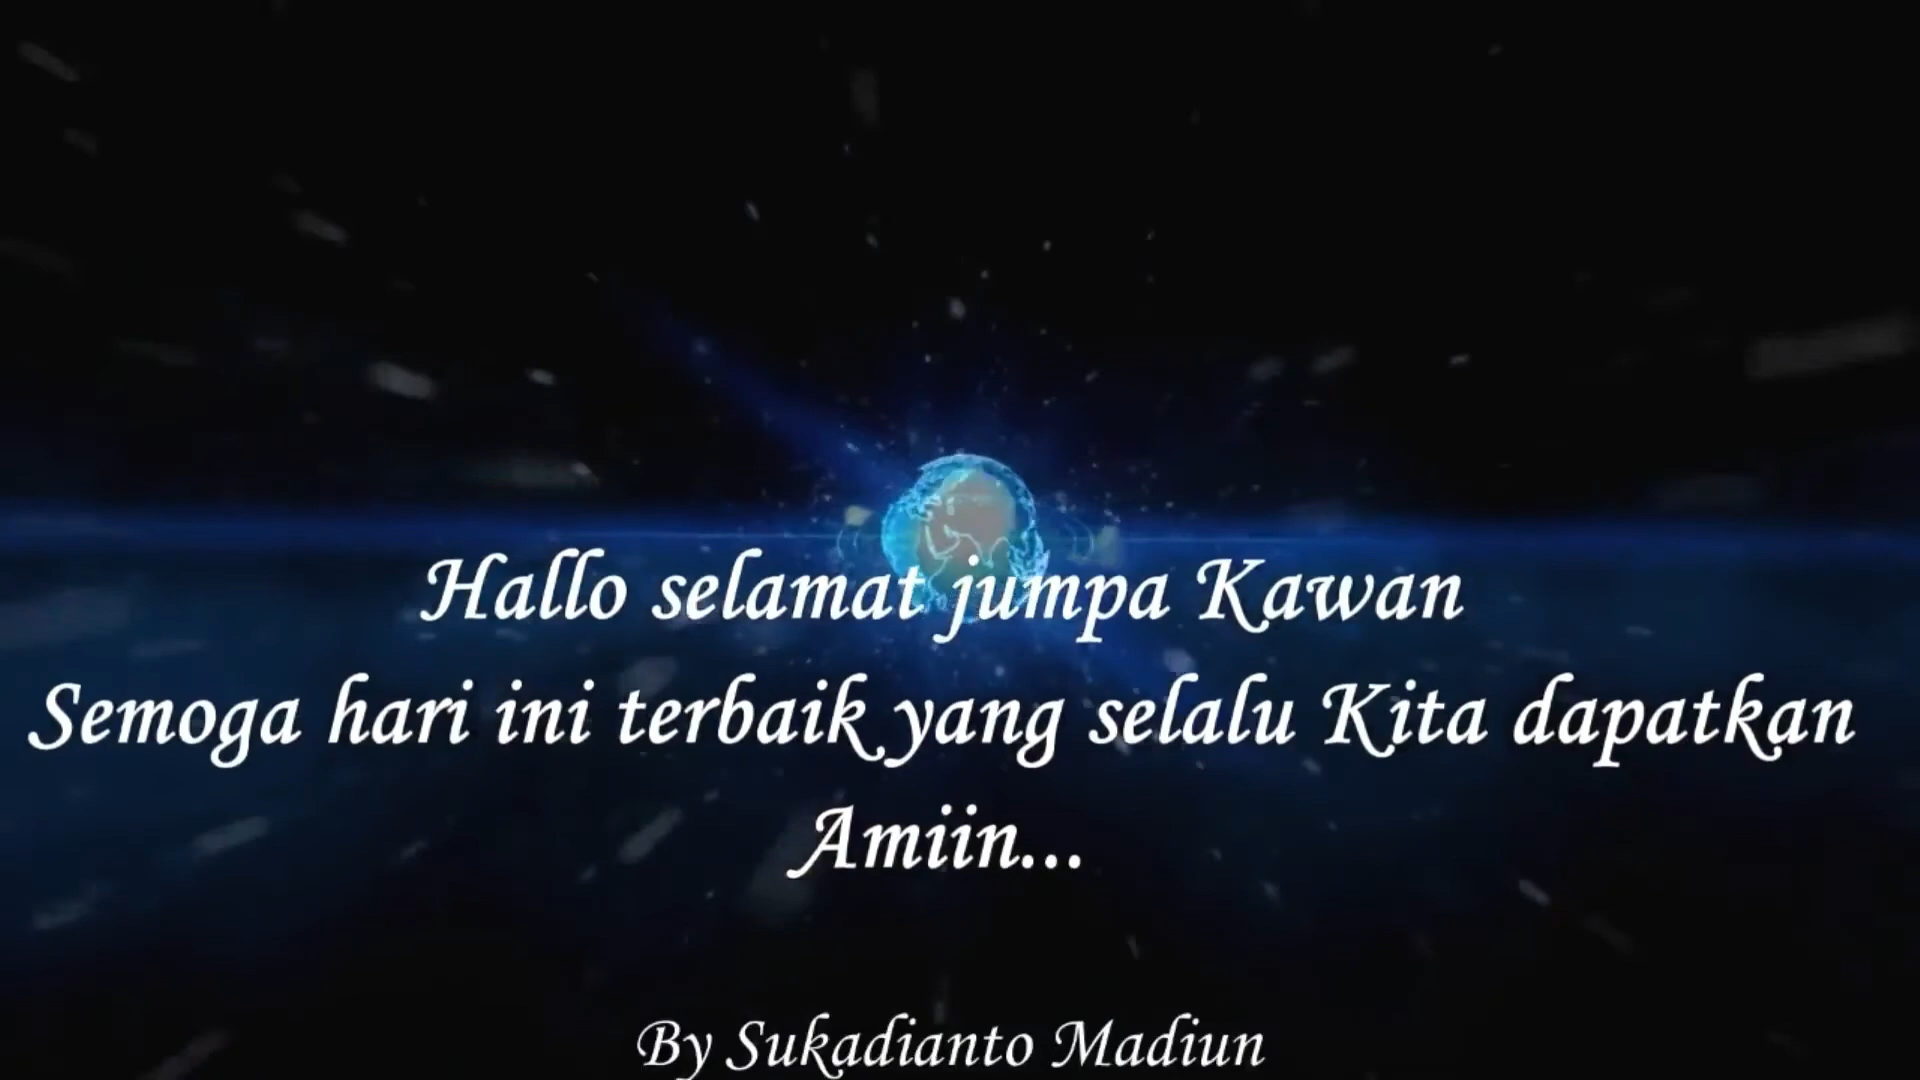 Hallo selamat jumpa Kawan
Semoga hari ini terbaik yang selalu Kita dapatkan
Amiin...
By Sukadianto Madiun